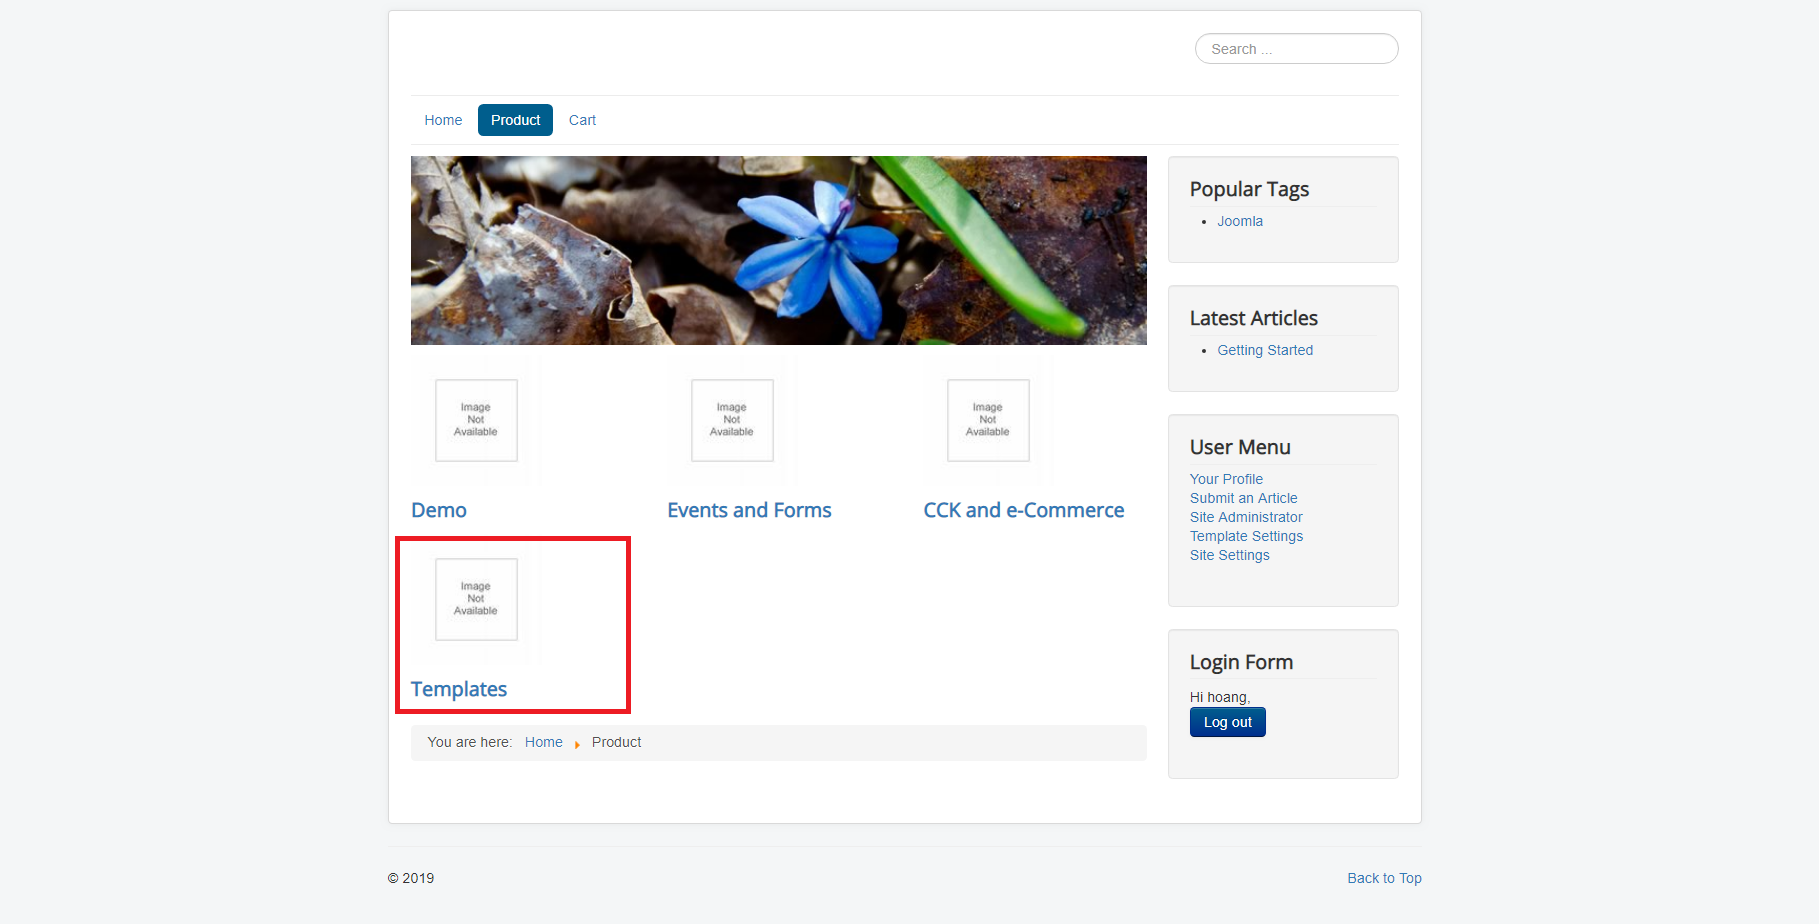 Search ...
Home Product Cart
Image
Not
Available
Image
Not
Available
Image
Not
Available
Demo
Events and Forms
CCK and e-Commerce
Image
Not
Available
Templates
You are here: Home Product
Popular Tags
Joomla
Latest Articles
Getting Started
User Menu
Your Profile
Submit an Article
Site Administrator
Template Settings
Site Settings
Login Form
Hi hoang,
Log out
© 2019
Back to Top